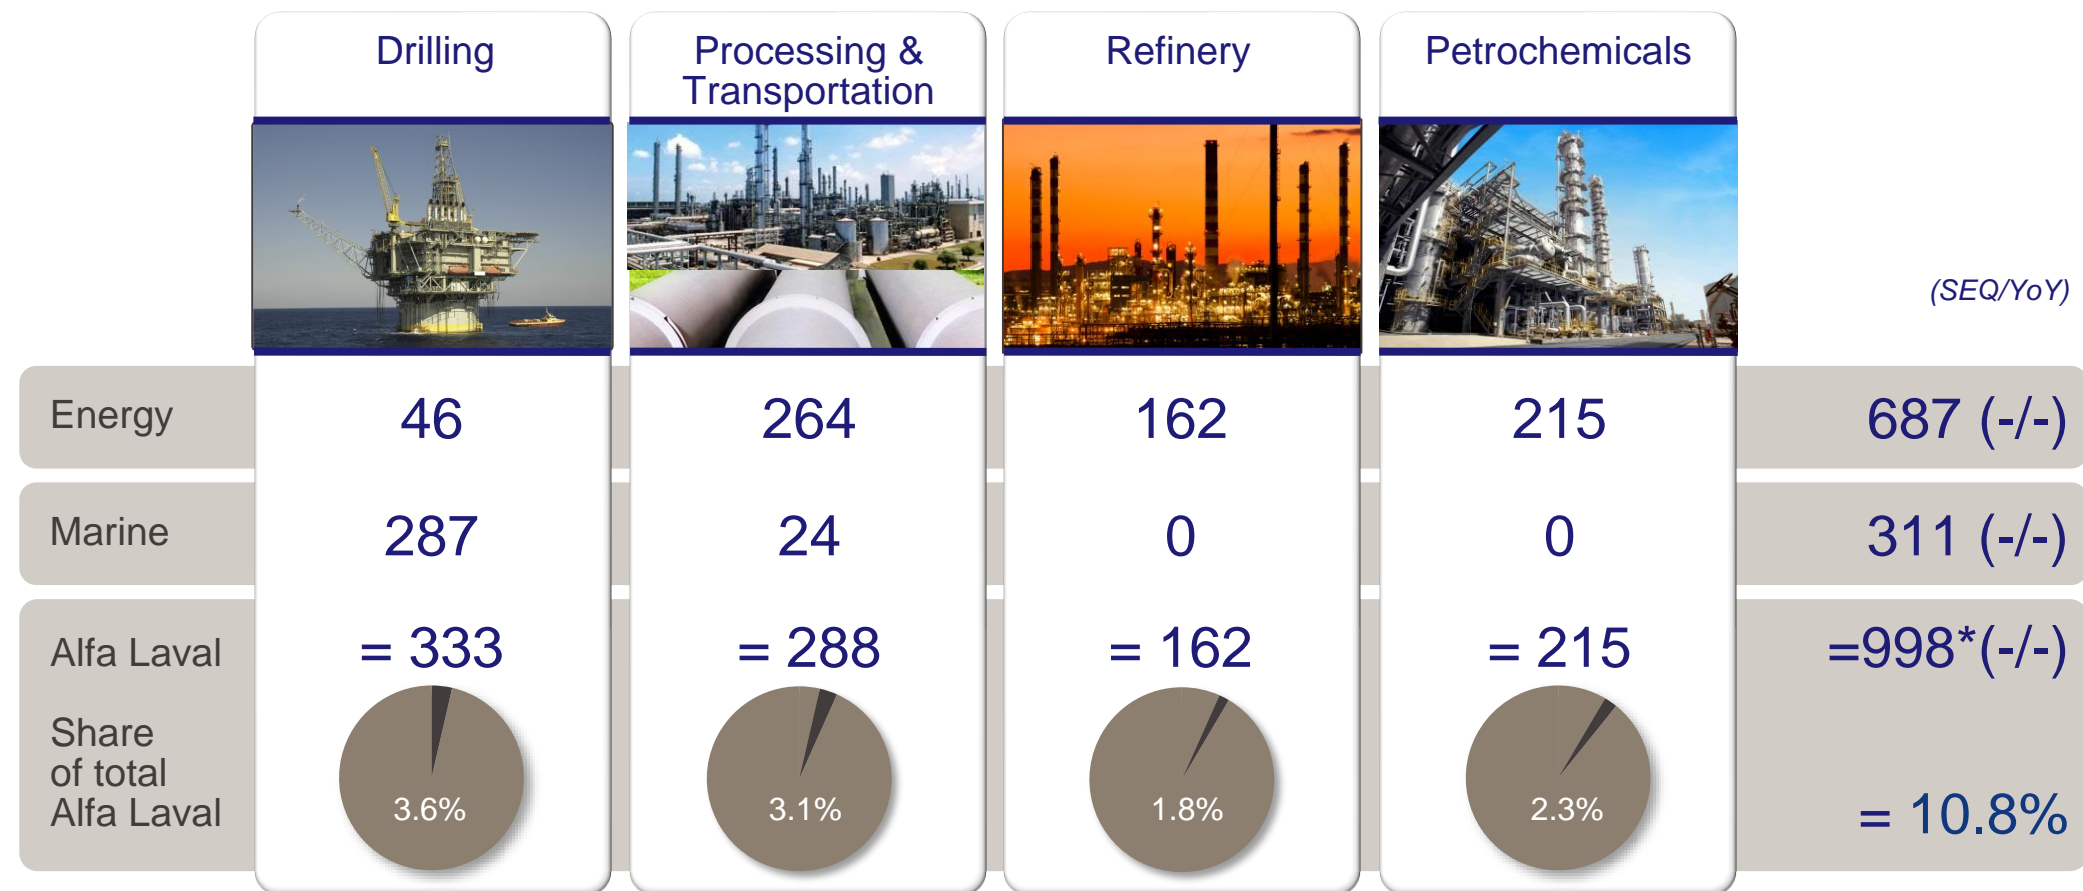 Drilling
Processing &
Transportation
Refinery
Petrochemicals
(SEQ/YoY)
Energy
46
264
162
215
687 (-/-)
Marine
287
24
0
0
311 (-/-)
Alfa Laval
= 333
= 288
= 162
= 215
=998*(-/-)
Share
of total
Alfa Laval
3.6%
3.1%
1.8%
2.3%
= 10.8%